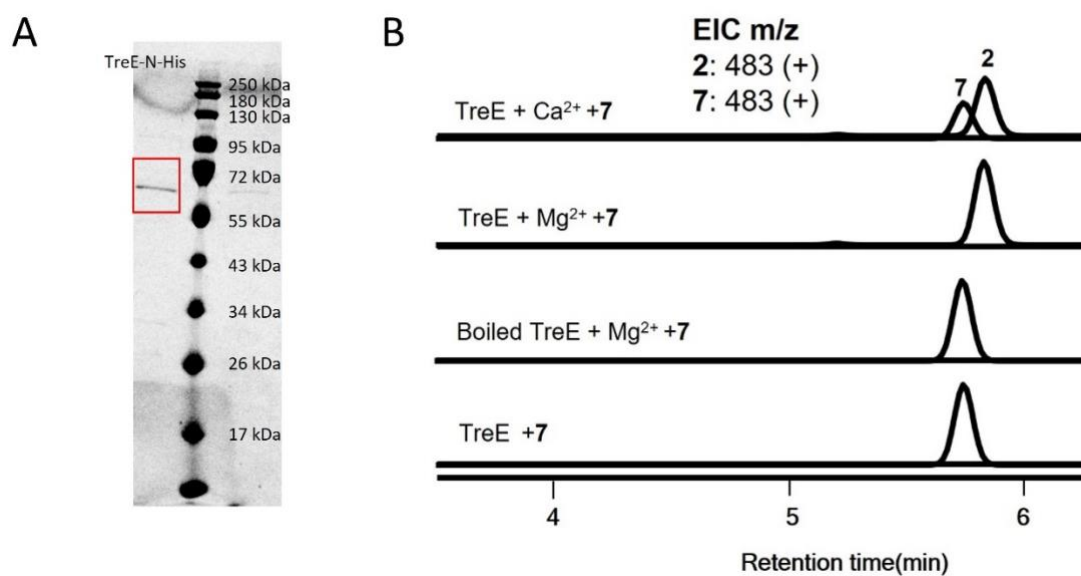 A
TreE-N-His
250 kDa
180 kDa
130 kDa
95 kDa
72 kDa
55 kDa
43 kDa
34 kDa
26 kDa
17 kDa
B
EIC m/z
2: 483 (+)
7: 483 (+)
7 2
TreE + Ca²⁺ +7
TreE + Mg²⁺ +7
Boiled TreE + Mg²⁺ +7
TreE +7
4 5 6
Retention time(min)